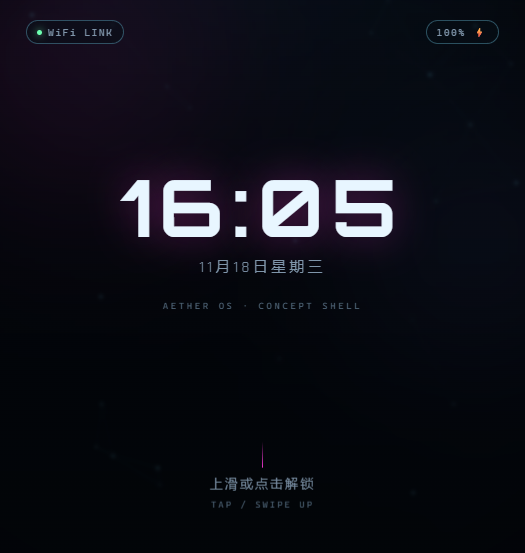 WiFi LINK
100%
16:05
11月18日星期三
AETHER OS · CONCEPT SHELL
上滑或点击解锁
TAP / SWIPE UP